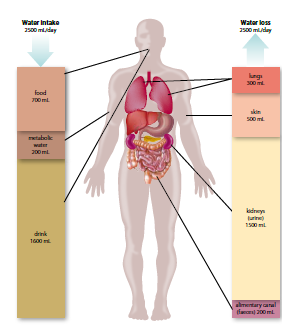 Water intake
2500 mL/day
Water loss
2500 mL/day
food
700 mL
metabolic
water
200 mL
drink
1600 mL
lungs
300 mL
skin
500 mL
kidneys
(urine)
1500 mL
alimentary canal
(faeces) 200 mL